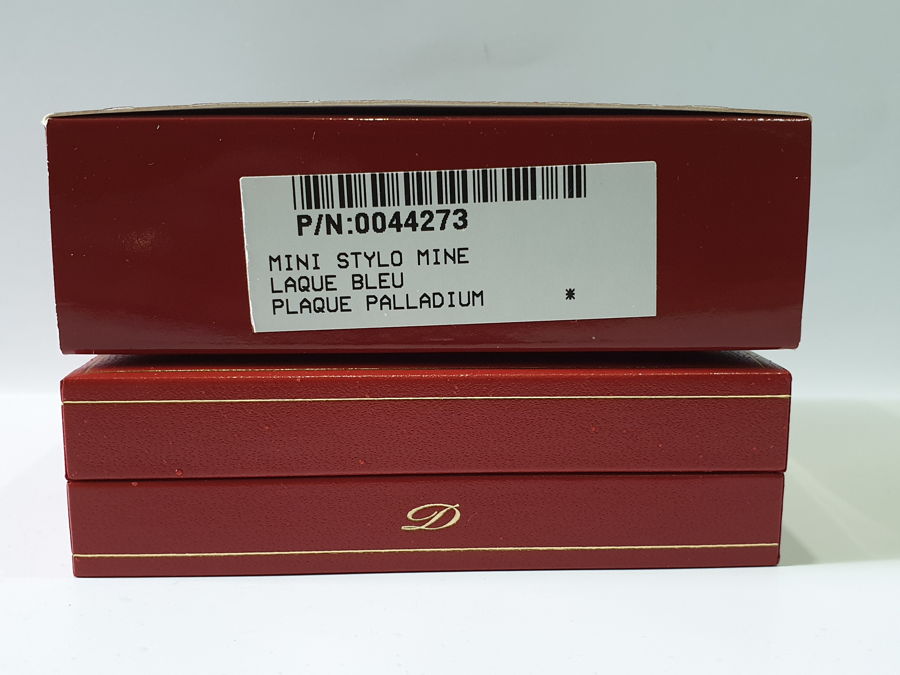 P/N:0044273
MINI STYLO MINE
LAQUE BLEU
PLAQUE PALLADIUM *
D